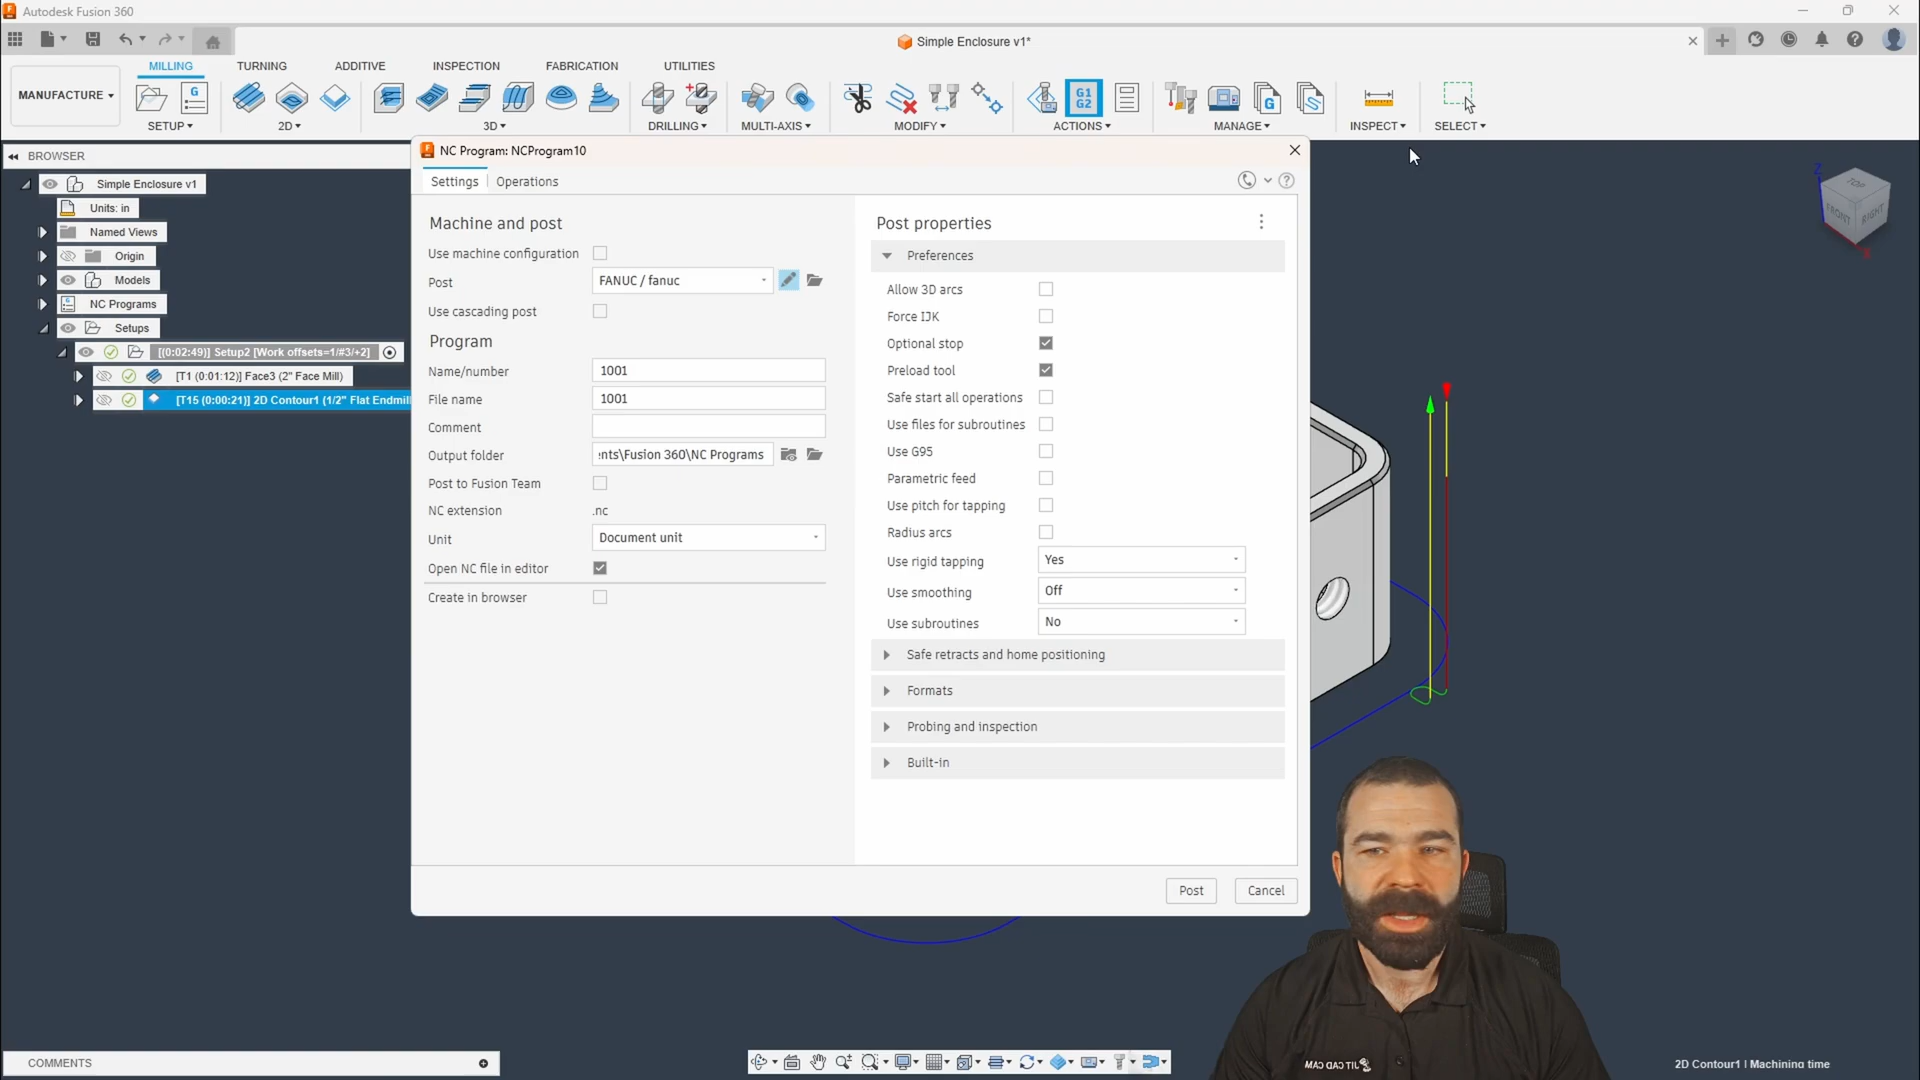 Autodesk Fusion 360
Simple Enclosure v1*
MILLING TURNING ADDITIVE INSPECTION FABRICATION UTILITIES
MANUFACTURE
SETUP 2D 3D DRILLING MULTI-AXIS MODIFY G1 G2 ACTIONS MANAGE INSPECT SELECT
BROWSER
Simple Enclosure v1
Units: in
Named Views
Origin
Models
NC Programs
Setups
[(0:02:49)] Setup2 [Work offsets=1/#3/+2]
[T1 (0:01:12)] Face3 (2" Face Mill)
[T15 (0:00:21)] 2D Contour1 (1/2" Flat Endmill
NC Program: NCProgram10
Settings Operations
Machine and post
Use machine configuration
Post FANUC / fanuc
Use cascading post
Program
Name/number 1001
File name 1001
Comment
Output folder ents\Fusion 360\NC Programs
Post to Fusion Team
NC extension .nc
Unit Document unit
Open NC file in editor
Create in browser
Post properties
Preferences
Allow 3D arcs
Force IJK
Optional stop
Preload tool
Safe start all operations
Use files for subroutines
Use G95
Parametric feed
Use pitch for tapping
Radius arcs
Use rigid tapping Yes
Use smoothing Off
Use subroutines No
Safe retracts and home positioning
Formats
Probing and inspection
Built-in
Post Cancel
Z
TOP
FRONT RIGHT
X
JIT CAD CAM
COMMENTS
2D Contour1 | Machining time